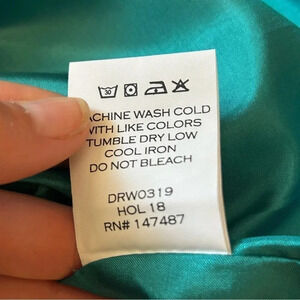 30
ACHINE WASH COLD
WITH LIKE COLORS
TUMBLE DRY LOW
COOL IRON
DO NOT BLEACH
DRW0319
HOL 18
RN# 147487